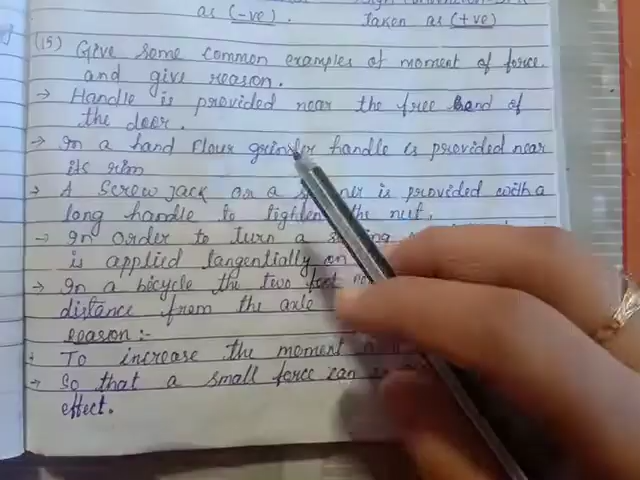 as (-ve). Taken as (+ve)
(15) Give some common examples of moment of force
and give reason.
→ Handle is provided near the free end of
the door.
→ In a hand flour grinder handle is provided near
its rim
→ A screw jack or a is provided with a
long handle to tighten the nut.
→ In order to turn a
is applied tangentially on
→ In a bicycle the two foot
distance from the axle
Reason:-
To increase the moment
→ So that a small force can
effect.